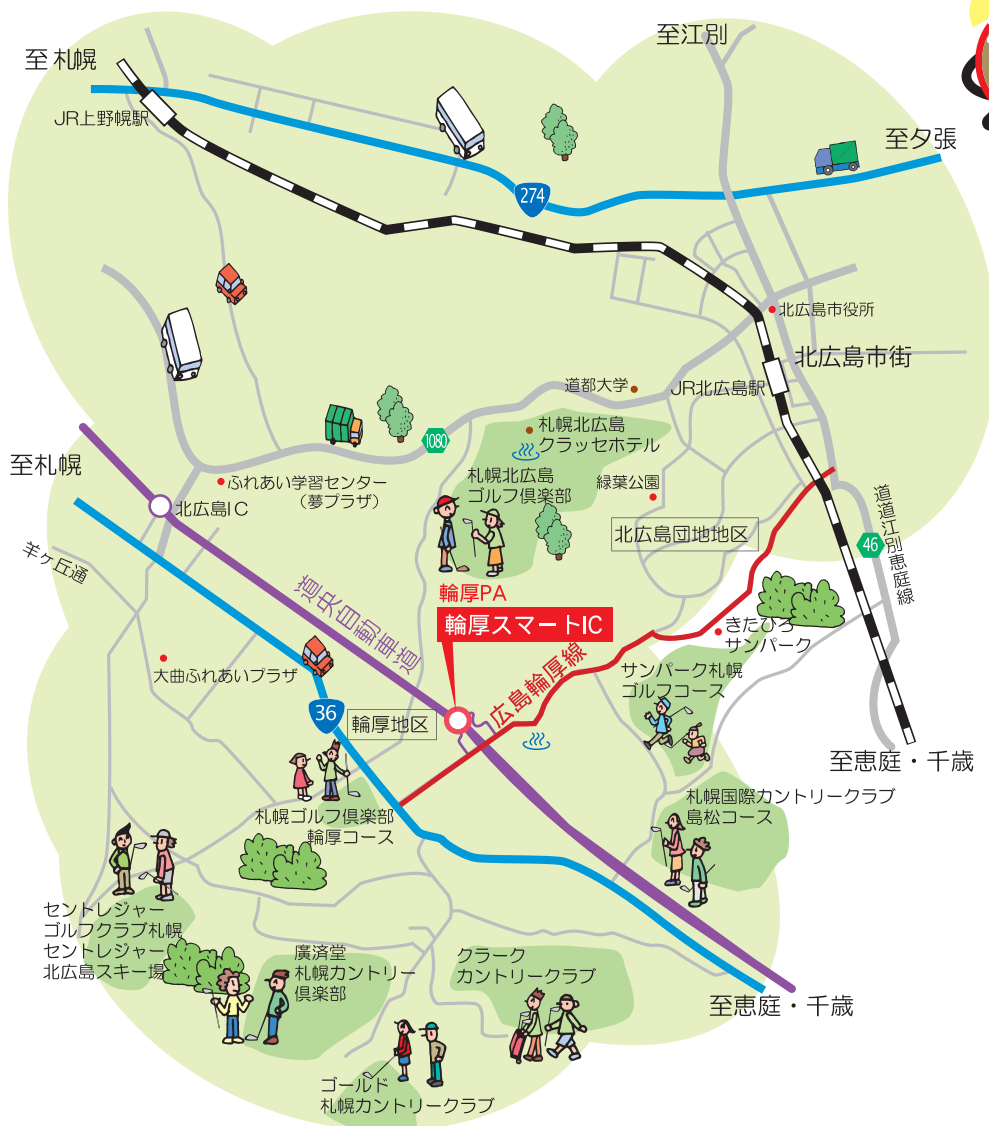 至江別
至 札幌
JR上野幌駅
至夕張
274
北広島市役所
北広島市街
JR北広島駅
道都大学
札幌北広島
クラッセホテル
1080
至札幌
ふれあい学習センター
(夢プラザ)
北広島IC
札幌北広島
ゴルフ倶楽部
緑葉公園
北広島団地地区
道道江別恵庭線
46
羊ヶ丘通
道央自動車道
輪厚PA
輪厚スマートIC
きたひろ
サンパーク
大曲ふれあいプラザ
広島輪厚線
サンパーク札幌
ゴルフコース
36
輪厚地区
至恵庭・千歳
札幌国際カントリークラブ
島松コース
札幌ゴルフ倶楽部
輪厚コース
セントレジャー
ゴルフクラブ札幌
セントレジャー
北広島スキー場
廣済堂
札幌カントリー
倶楽部
クラーク
カントリークラブ
至恵庭・千歳
ゴールド
札幌カントリークラブ